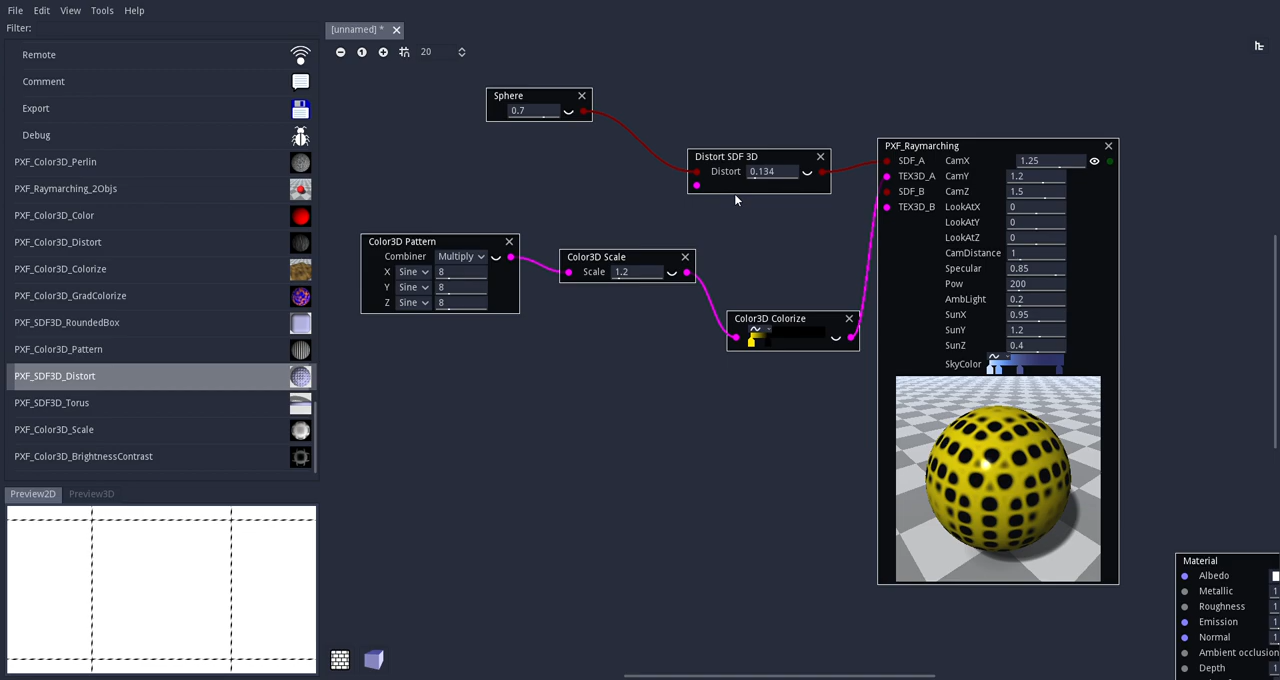 File Edit View Tools Help
Filter:
Remote
Comment
Export
Debug
PXF_Color3D_Perlin
PXF_Raymarching_2Objs
PXF_Color3D_Color
PXF_Color3D_Distort
PXF_Color3D_Colorize
PXF_Color3D_GradColorize
PXF_SDF3D_RoundedBox
PXF_Color3D_Pattern
PXF_SDF3D_Distort
PXF_SDF3D_Torus
PXF_Color3D_Scale
PXF_Color3D_BrightnessContrast
Preview2D Preview3D
[unnamed] *
20
Sphere
0.7
Distort SDF 3D
Distort 0.134
Color3D Pattern
Combiner Multiply
X Sine 8
Y Sine 8
Z Sine 8
Color3D Scale
Scale 1.2
Color3D Colorize
PXF_Raymarching
SDF_A CamX 1.25
TEX3D_A CamY 1.2
SDF_B CamZ 1.5
TEX3D_B LookAtX 0
LookAtY 0
LookAtZ 0
CamDistance 1
Specular 0.85
Pow 200
AmbLight 0.2
SunX 0.95
SunY 1.2
SunZ 0.4
SkyColor
Material
Albedo
Metallic 1
Roughness 1
Emission 1
Normal 1
Ambient occlusion
Depth 1